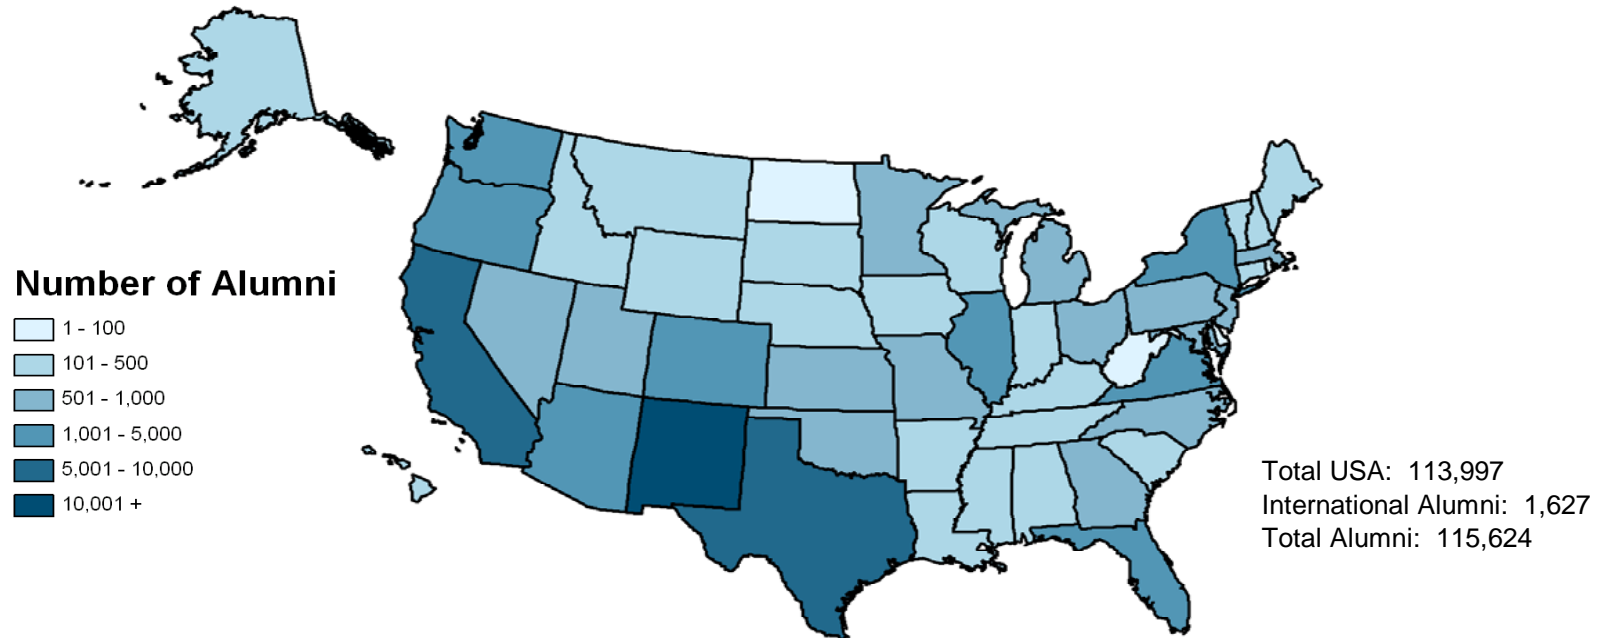 Number of Alumni
1 - 100
101 - 500
501 - 1,000
1,001 - 5,000
5,001 - 10,000
10,001 +
Total USA: 113,997
International Alumni: 1,627
Total Alumni: 115,624